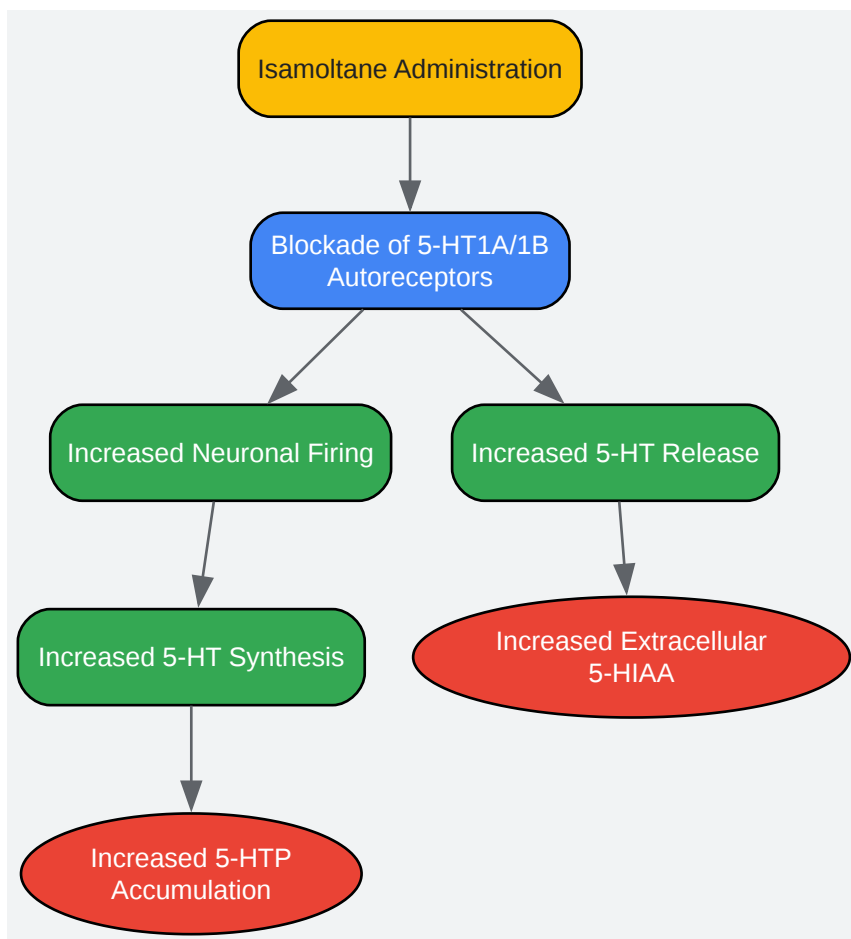 Isamoltane Administration
Blockade of 5-HT1A/1B
Autoreceptors
Increased Neuronal Firing
Increased 5-HT Release
Increased 5-HT Synthesis
Increased Extracellular
5-HIAA
Increased 5-HTP
Accumulation